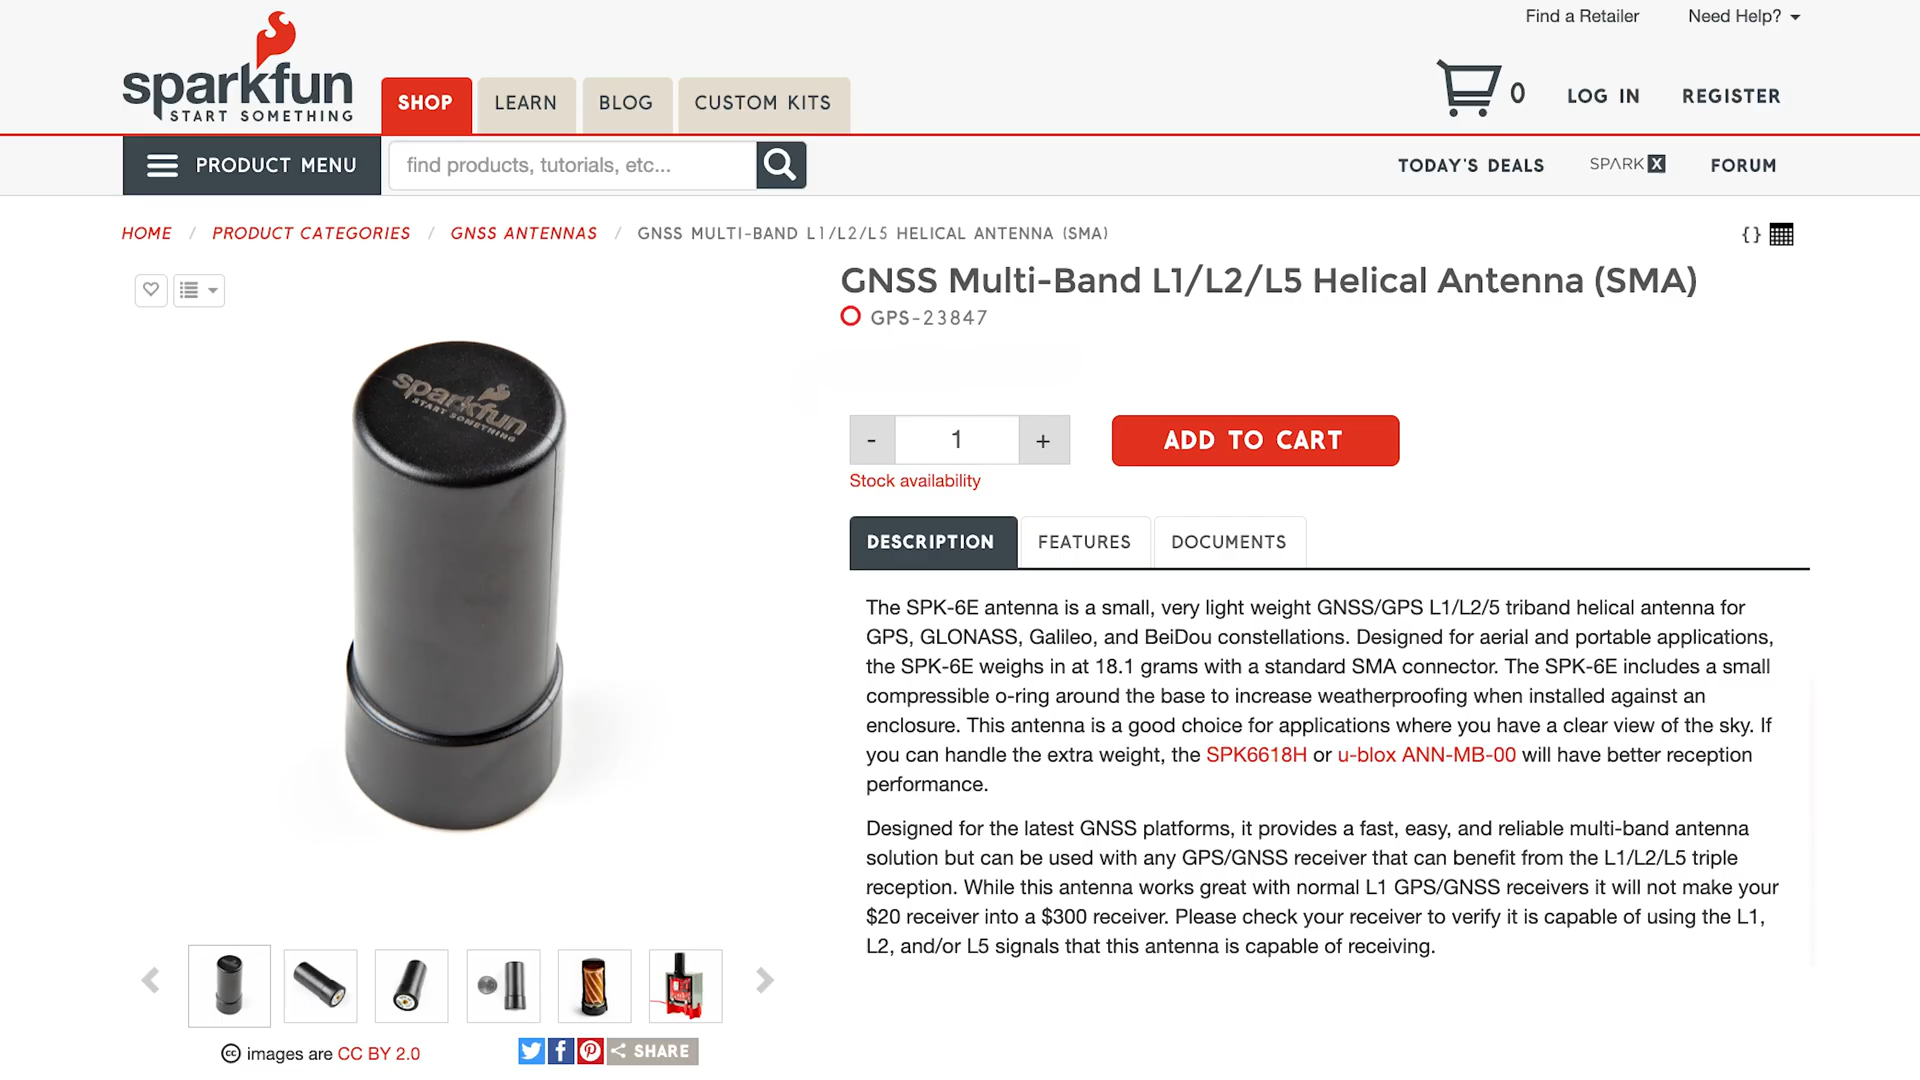 Find a Retailer
Need Help?
sparkfun
START SOMETHING
SHOP
LEARN
BLOG
CUSTOM KITS
0
LOG IN
REGISTER
PRODUCT MENU
find products, tutorials, etc...
TODAY'S DEALS
SPARK X
FORUM
HOME / PRODUCT CATEGORIES / GNSS ANTENNAS / GNSS MULTI-BAND L1/L2/L5 HELICAL ANTENNA (SMA)
{}
GNSS Multi-Band L1/L2/L5 Helical Antenna (SMA)
GPS-23847
sparkfun
START SOMETHING
- 1 +
ADD TO CART
Stock availability
DESCRIPTION
FEATURES
DOCUMENTS
The SPK-6E antenna is a small, very light weight GNSS/GPS L1/L2/5 triband helical antenna for
GPS, GLONASS, Galileo, and BeiDou constellations. Designed for aerial and portable applications,
the SPK-6E weighs in at 18.1 grams with a standard SMA connector. The SPK-6E includes a small
compressible o-ring around the base to increase weatherproofing when installed against an
enclosure. This antenna is a good choice for applications where you have a clear view of the sky. If
you can handle the extra weight, the SPK6618H or u-blox ANN-MB-00 will have better reception
performance.
Designed for the latest GNSS platforms, it provides a fast, easy, and reliable multi-band antenna
solution but can be used with any GPS/GNSS receiver that can benefit from the L1/L2/L5 triple
reception. While this antenna works great with normal L1 GPS/GNSS receivers it will not make your
$20 receiver into a $300 receiver. Please check your receiver to verify it is capable of using the L1,
L2, and/or L5 signals that this antenna is capable of receiving.
cc images are CC BY 2.0
SHARE